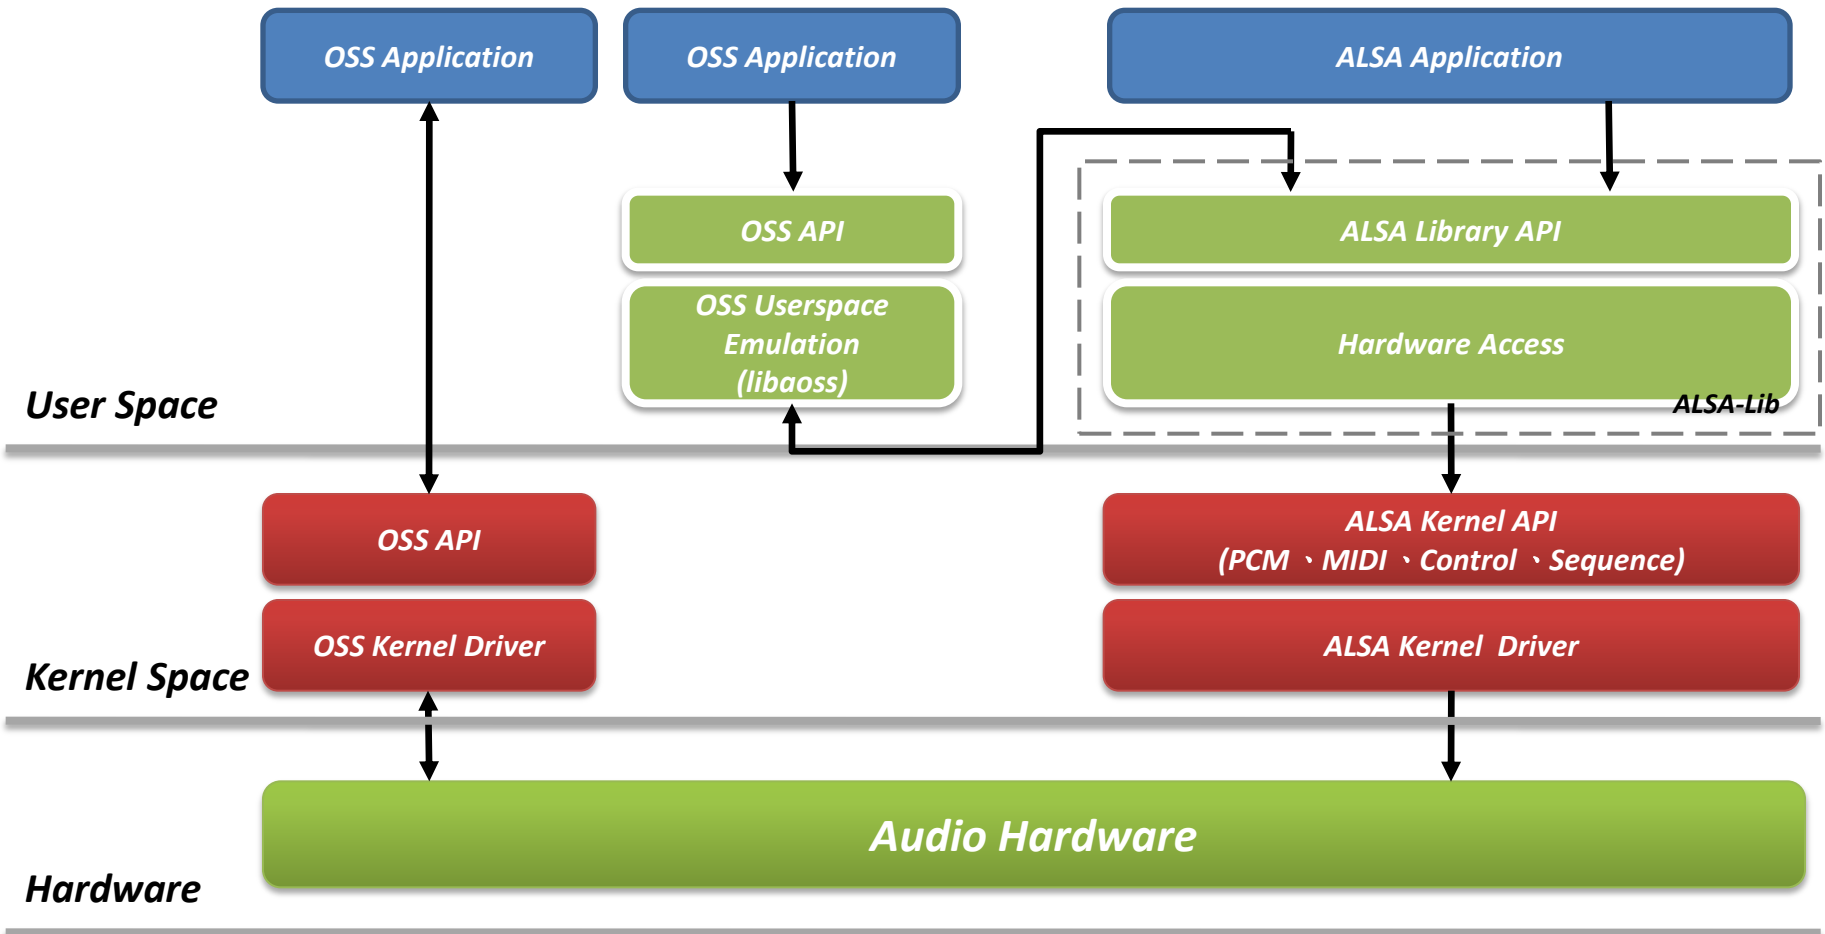 OSS Application
OSS Application
ALSA Application
OSS API
ALSA Library API
OSS Userspace
Emulation
(libaoss)
Hardware Access
ALSA-Lib
User Space
OSS API
ALSA Kernel API
(PCM、MIDI、Control、Sequence)
OSS Kernel Driver
ALSA Kernel  Driver
Kernel Space
Audio Hardware
Hardware